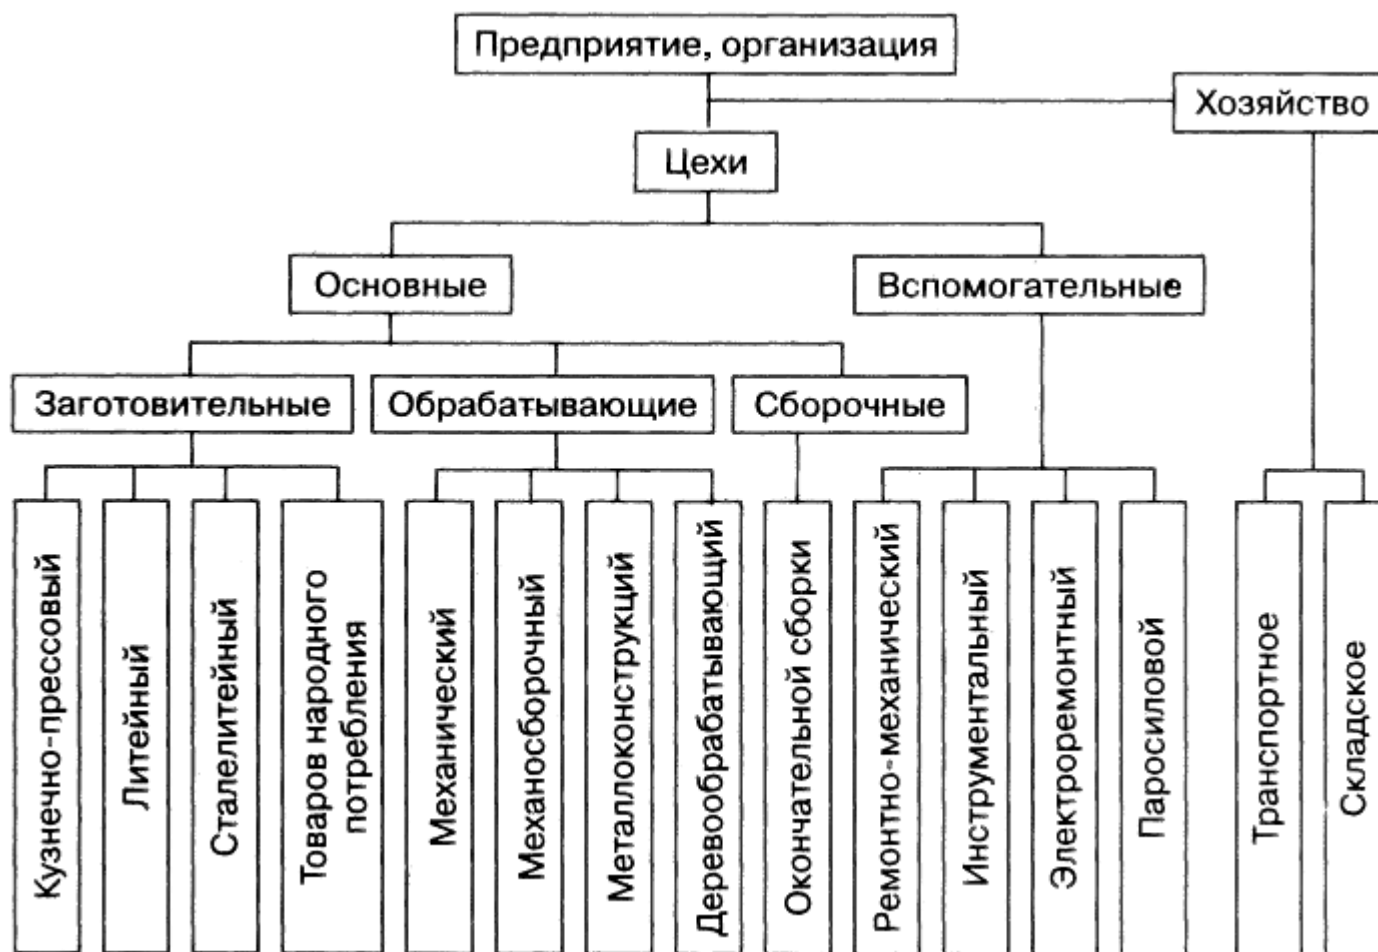 Предприятие, организация
Хозяйство
Цехи
Основные
Вспомогательные
Заготовительные
Обрабатывающие
Сборочные
Кузнечно-прессовый
Литейный
Сталелитейный
Товаров народного
потребления
Механический
Механосборочный
Металлоконструкций
Деревообрабатывающий
Окончательной сборки
Ремонтно-механический
Инструментальный
Электроремонтный
Паросиловой
Транспортное
Складское